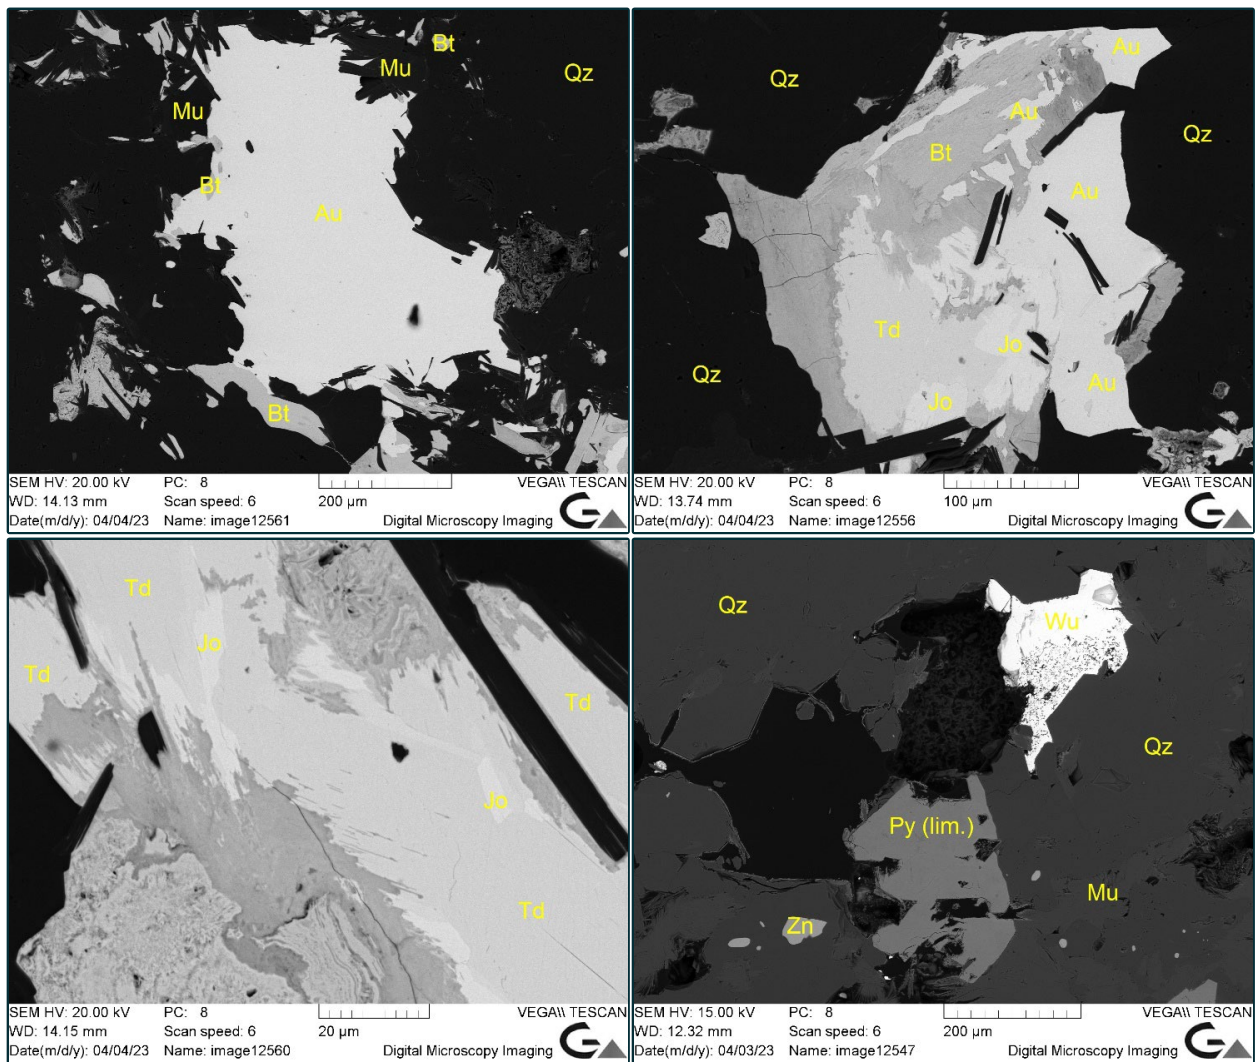 Bt
Mu
Qz
Mu
Bt
Au
Bt
SEM HV: 20.00 kV PC: 8 VEGA\\ TESCAN
WD: 14.13 mm Scan speed: 6 200 µm
Date(m/d/y): 04/04/23 Name: image12561 Digital Microscopy Imaging
Au
Qz
Au
Qz
Bt
Au
Td
Jo
Qz
Au
Jo
SEM HV: 20.00 kV PC: 8 VEGA\\ TESCAN
WD: 13.74 mm Scan speed: 6 100 µm
Date(m/d/y): 04/04/23 Name: image12556 Digital Microscopy Imaging
Td
Jo
Td
Td
Jo
Td
SEM HV: 20.00 kV PC: 8 VEGA\\ TESCAN
WD: 14.15 mm Scan speed: 6 20 µm
Date(m/d/y): 04/04/23 Name: image12560 Digital Microscopy Imaging
Qz
Wu
Qz
Py (lim.)
Mu
Zn
SEM HV: 15.00 kV PC: 8 VEGA\\ TESCAN
WD: 12.32 mm Scan speed: 6 200 µm
Date(m/d/y): 04/03/23 Name: image12547 Digital Microscopy Imaging